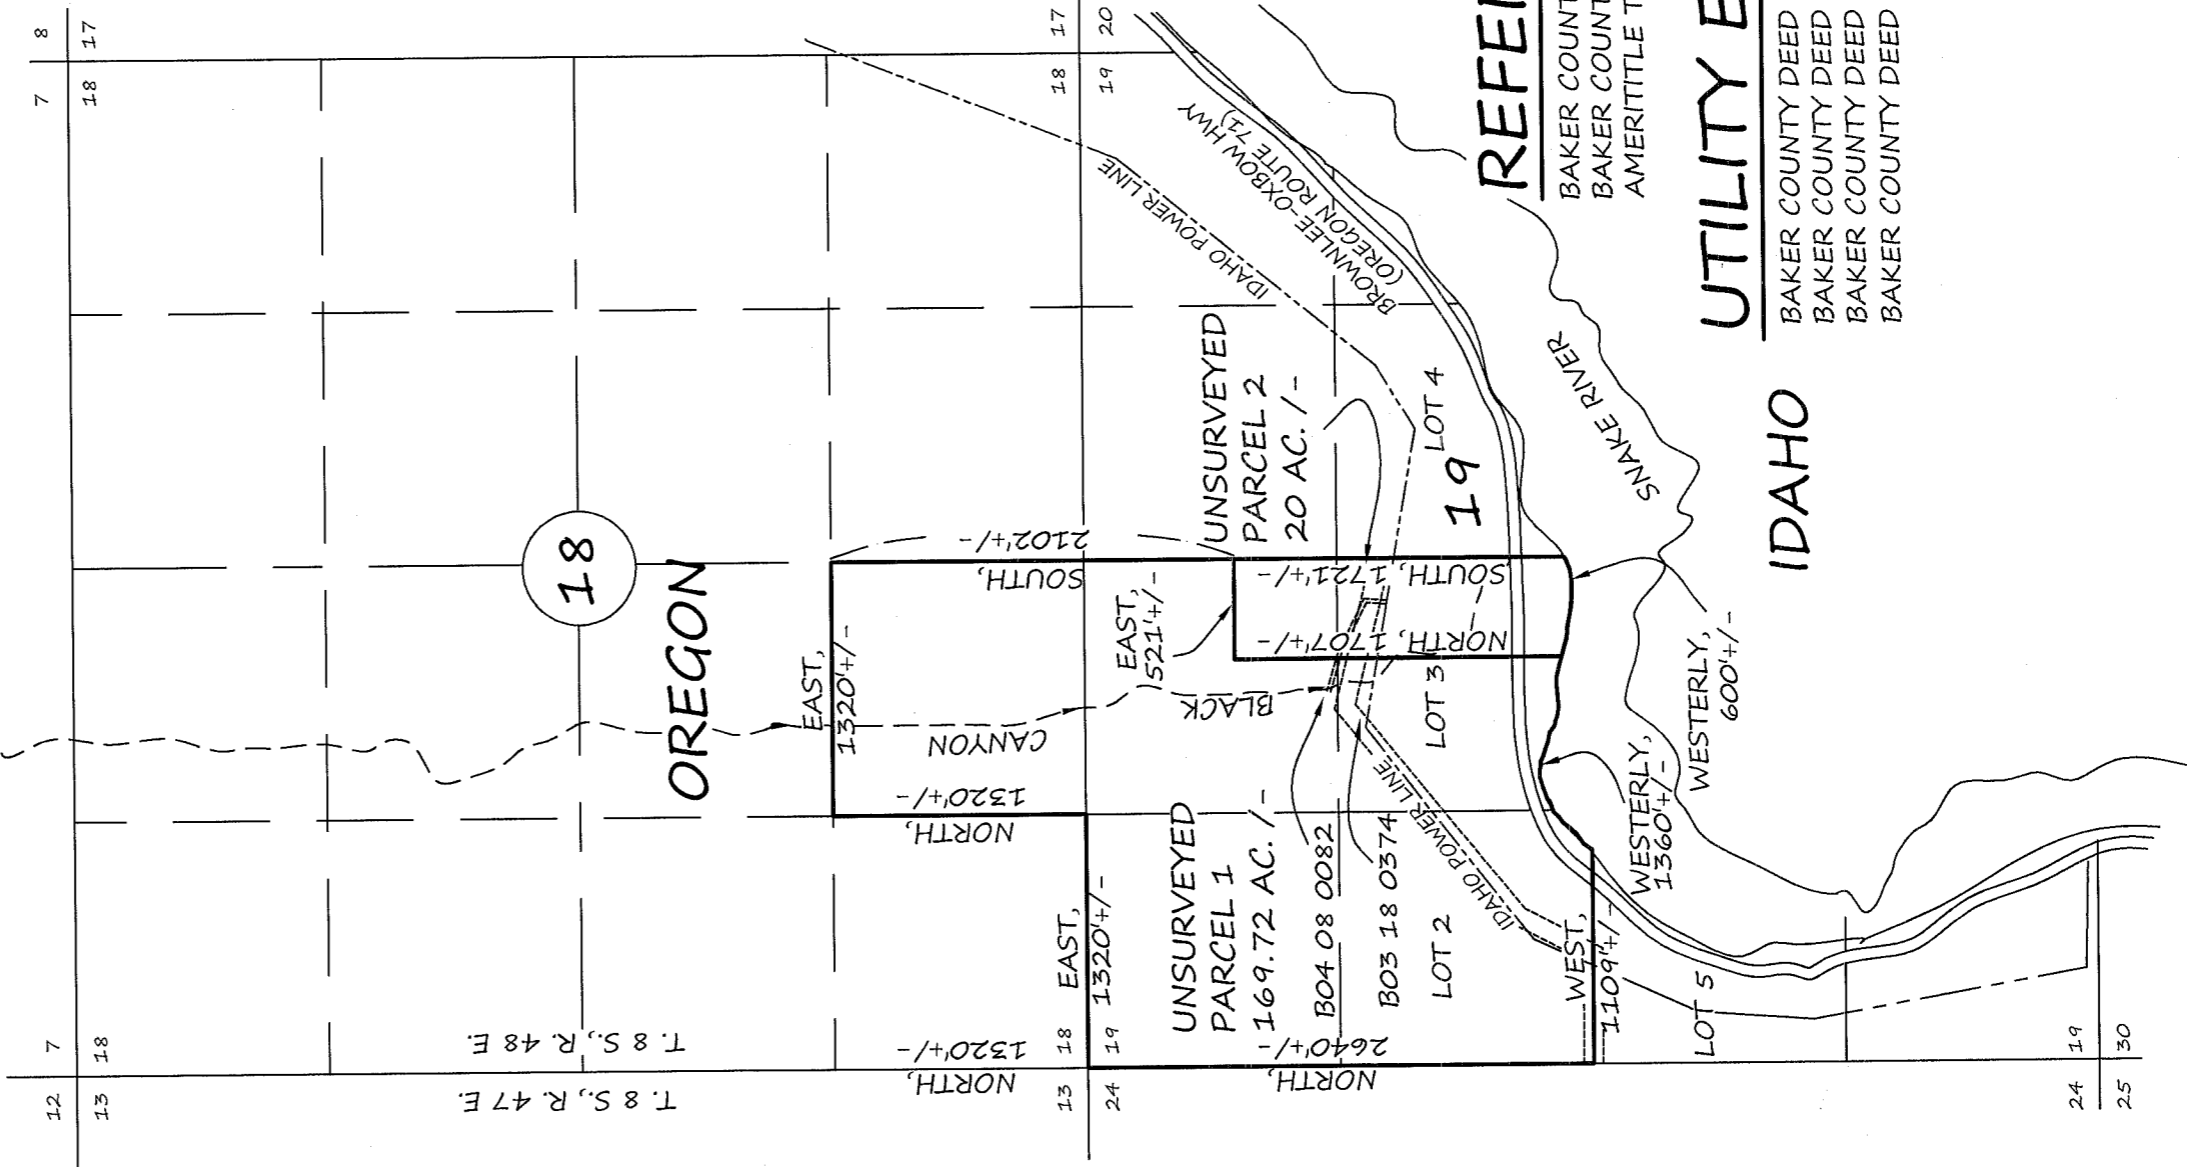 12
13
7
18
7
18
8
17
T. 8 S., R. 47 E.
T. 8 S., R. 48 E.
18
OREGON
EAST,
1320'+/-
CANYON
BLACK
NORTH,
1320'+/-
NORTH,
1320'+/-
13
18
24
19
EAST,
1320'+/-
SOUTH,
2102'+/-
EAST,
521'+/-
18
17
19
20
IDAHO POWER LINE
BROWNLEE-OXBOW HWY
(OREGON ROUTE 71)
UNSURVEYED
PARCEL 1
169.72 AC. /-
UNSURVEYED
PARCEL 2
20 AC. /-
NORTH,
2640'+/-
B04 08 0082
B03 18 0374
LOT 2
LOT 3
LOT 4
19
NORTH, 1707'+/-
SOUTH, 1721'+/-
IDAHO POWER LINE
WEST,
1109'+/-
WESTERLY,
1360'+/-
WESTERLY,
600'+/-
SNAKE RIVER
LOT 5
IDAHO
24
19
25
30
REFE
BAKER COUNT
BAKER COUNT
AMERITITLE T
UTILITY E
BAKER COUNTY DEED
BAKER COUNTY DEED
BAKER COUNTY DEED
BAKER COUNTY DEED